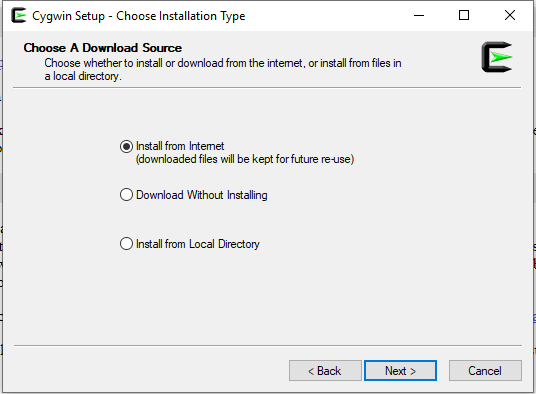 Cygwin Setup - Choose Installation Type
Choose A Download Source
Choose whether to install or download from the internet, or install from files in
a local directory.
Install from Internet
(downloaded files will be kept for future re-use)
Download Without Installing
Install from Local Directory
< Back
Next >
Cancel